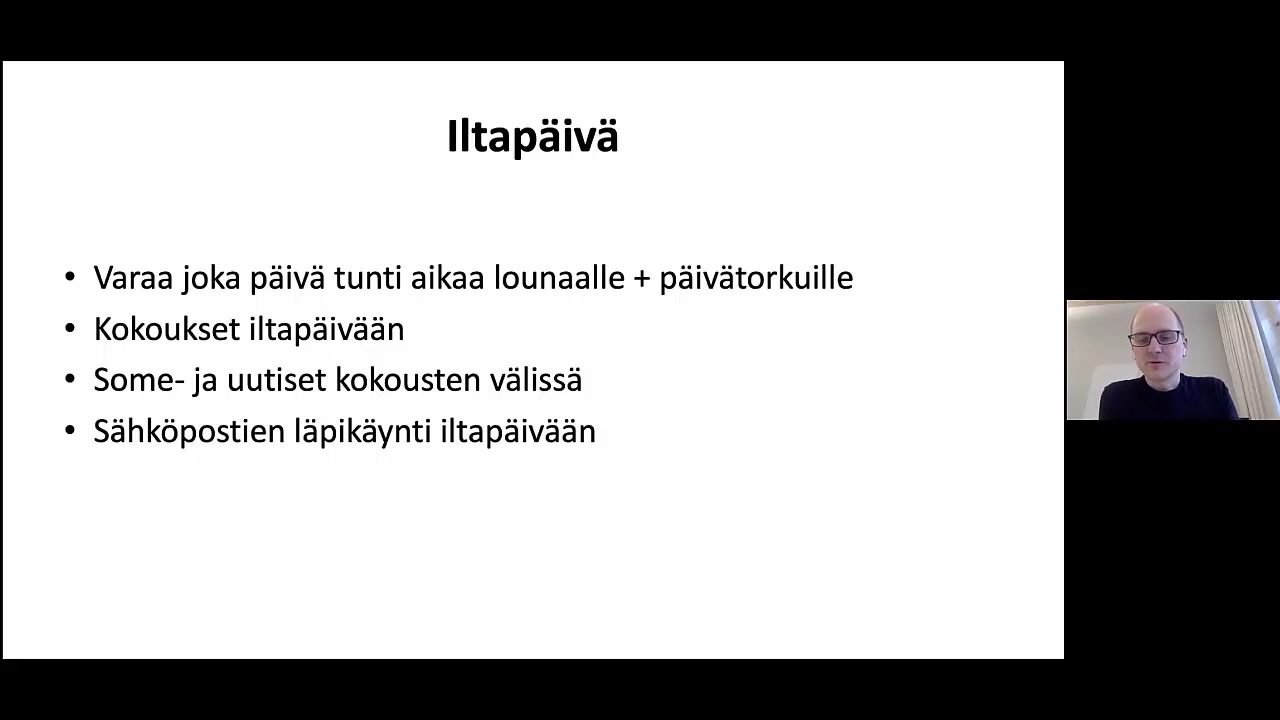 Iltapäivä
• Varaa joka päivä tunti aikaa lounaalle + päivätorkuille
• Kokoukset iltapäivään
• Some- ja uutiset kokousten välissä
• Sähköpostien läpikäynti iltapäivään